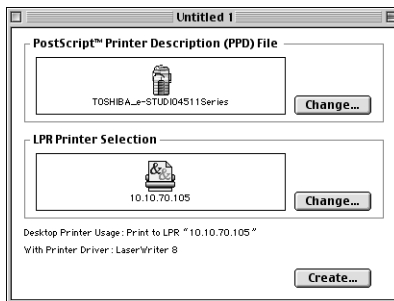 Untitled 1
PostScript™ Printer Description (PPD) File
TOSHIBA_e-STUDIO4511Series
Change...
LPR Printer Selection
10.10.70.105
Change...
Desktop Printer Usage: Print to LPR "10.10.70.105"
With Printer Driver: LaserWriter 8
Create...